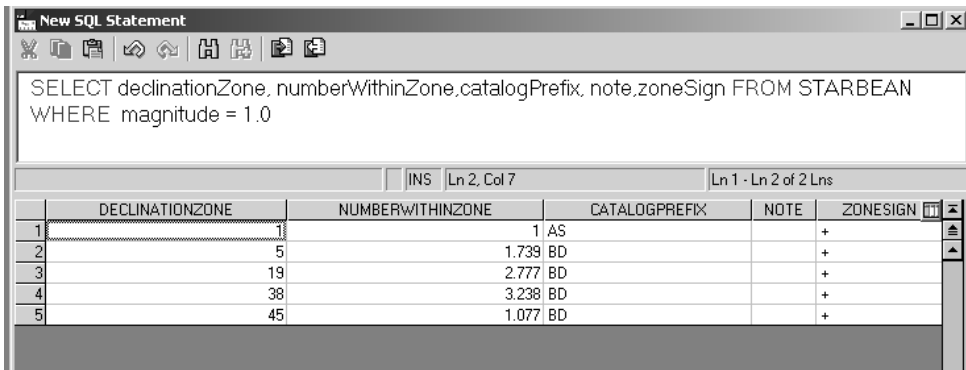 New SQL Statement
SELECT declinationZone, numberWithinZone,catalogPrefix, note,zoneSign FROM STARBEAN
WHERE magnitude = 1.0
INS Ln 2, Col 7 Ln 1 - Ln 2 of 2 Lns
DECLINATIONZONE NUMBERWITHINZONE CATALOGPREFIX NOTE ZONESIGN
1 1 1 AS +
2 5 1.739 BD +
3 19 2.777 BD +
4 38 3.238 BD +
5 45 1.077 BD +